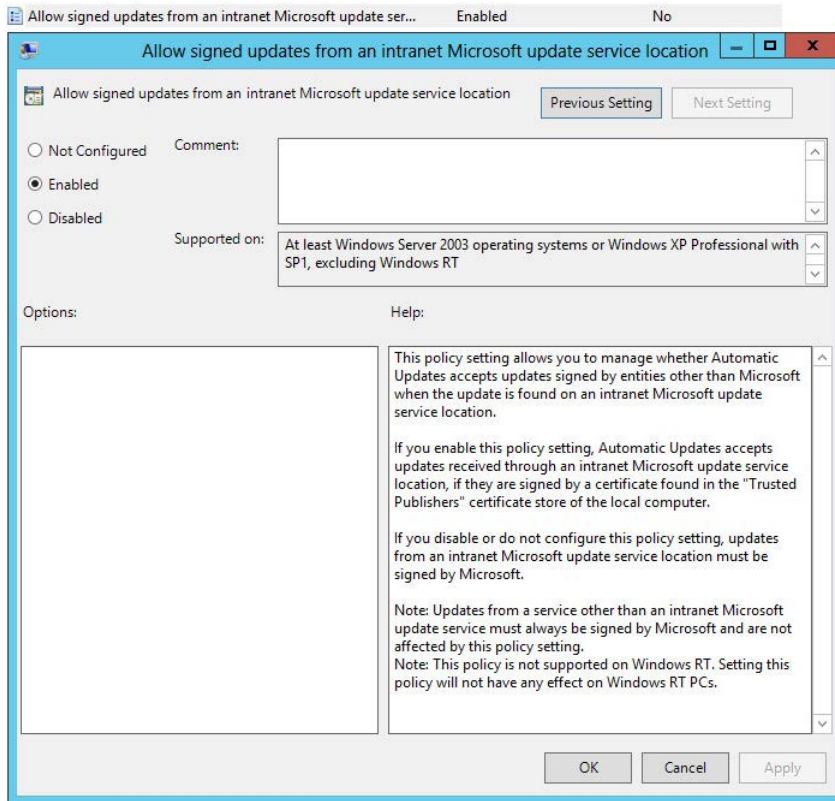 Allow signed updates from an intranet Microsoft update ser... Enabled No
Allow signed updates from an intranet Microsoft update service location
Allow signed updates from an intranet Microsoft update service location
Previous Setting Next Setting
Not Configured Comment:
Enabled
Disabled
Supported on: At least Windows Server 2003 operating systems or Windows XP Professional with
SP1, excluding Windows RT
Options: Help:
This policy setting allows you to manage whether Automatic
Updates accepts updates signed by entities other than Microsoft
when the update is found on an intranet Microsoft update
service location.
If you enable this policy setting, Automatic Updates accepts
updates received through an intranet Microsoft update service
location, if they are signed by a certificate found in the "Trusted
Publishers" certificate store of the local computer.
If you disable or do not configure this policy setting, updates
from an intranet Microsoft update service location must be
signed by Microsoft.
Note: Updates from a service other than an intranet Microsoft
update service must always be signed by Microsoft and are not
affected by this policy setting.
Note: This policy is not supported on Windows RT. Setting this
policy will not have any effect on Windows RT PCs.
OK Cancel Apply